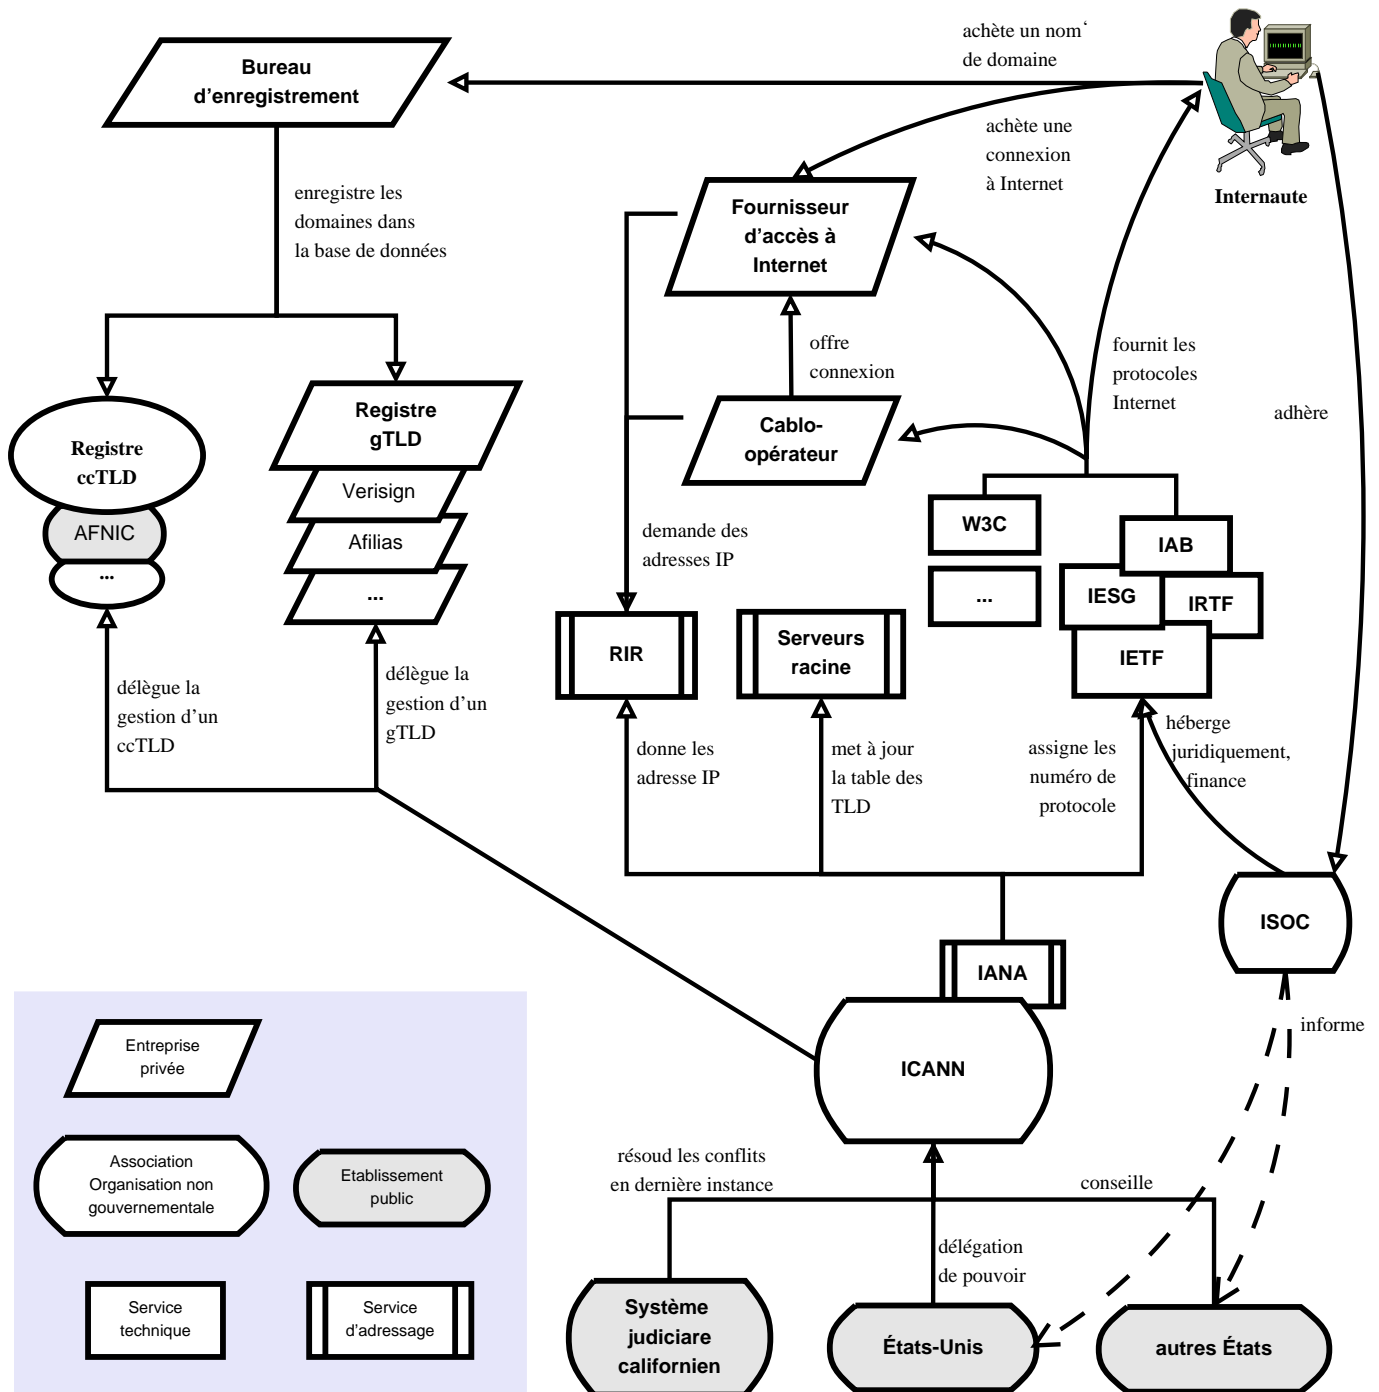 achète un nom‘
de domaine
Bureau
d’enregistrement
achète une
connexion
à Internet
Internaute
enregistre les
domaines dans
la base de données
Fournisseur
d’accès à
Internet
offre
connexion
fournit les
protocoles
Internet
adhère
Registre
ccTLD
AFNIC
...
Registre
gTLD
Verisign
Afilias
...
Cablo-
opérateur
demande des
adresses IP
W3C
...
IAB
IESG
IRTF
IETF
RIR
Serveurs
racine
délègue la
gestion d’un
ccTLD
délègue la
gestion d’un
gTLD
donne les
adresse IP
met à jour
la table des
TLD
assigne les
numéro de
protocole
héberge
juridiquement,
finance
ISOC
IANA
ICANN
informe
résoud les conflits
en dernière instance
conseille
délégation
de pouvoir
Système
judiciare
californien
États-Unis
autres États
Entreprise
privée
Association
Organisation non
gouvernementale
Etablissement
public
Service
technique
Service
d’adressage